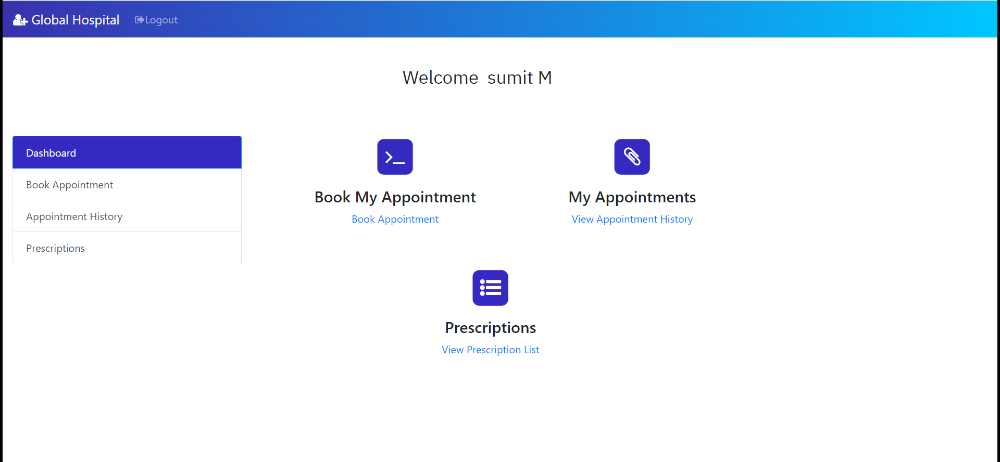 Global Hospital Logout
Welcome sumit M
Dashboard
Book Appointment
Appointment History
Prescriptions
Book My Appointment
Book Appointment
My Appointments
View Appointment History
Prescriptions
View Prescription List